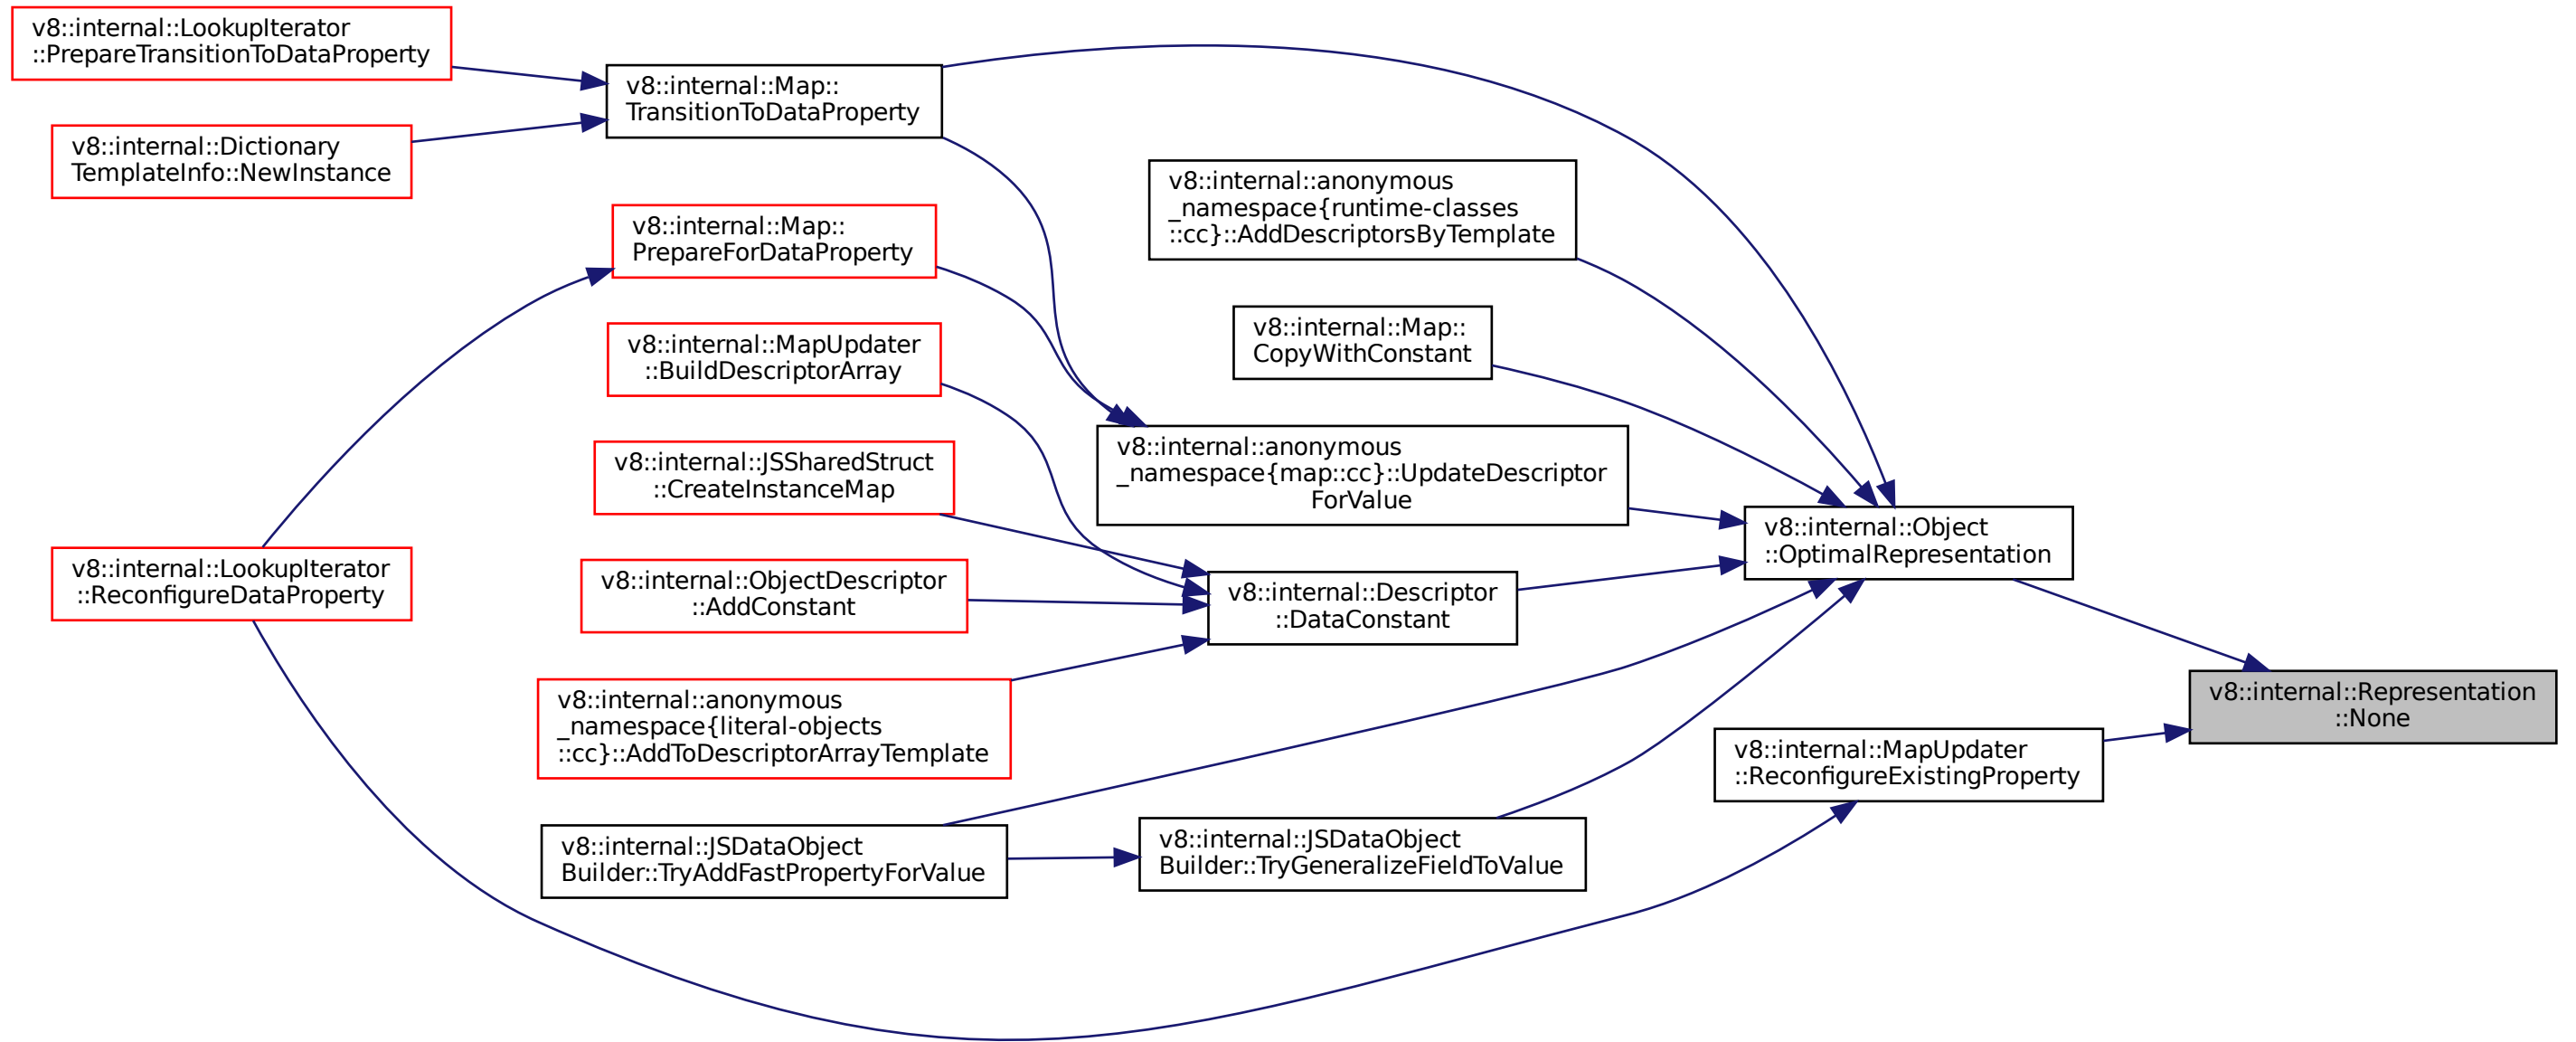 v8::internal::LookupIterator
::PrepareTransitionToDataProperty
v8::internal::Dictionary
TemplateInfo::NewInstance
v8::internal::Map::
TransitionToDataProperty
v8::internal::Map::
PrepareForDataProperty
v8::internal::MapUpdater
::BuildDescriptorArray
v8::internal::JSSharedStruct
::CreateInstanceMap
v8::internal::LookupIterator
::ReconfigureDataProperty
v8::internal::ObjectDescriptor
::AddConstant
v8::internal::anonymous
_namespace{literal-objects
::cc}::AddToDescriptorArrayTemplate
v8::internal::JSDataObject
Builder::TryAddFastPropertyForValue
v8::internal::anonymous
_namespace{runtime-classes
::cc}::AddDescriptorsByTemplate
v8::internal::Map::
CopyWithConstant
v8::internal::anonymous
_namespace{map::cc}::UpdateDescriptor
ForValue
v8::internal::Descriptor
::DataConstant
v8::internal::JSDataObject
Builder::TryGeneralizeFieldToValue
v8::internal::Object
::OptimalRepresentation
v8::internal::MapUpdater
::ReconfigureExistingProperty
v8::internal::Representation
::None